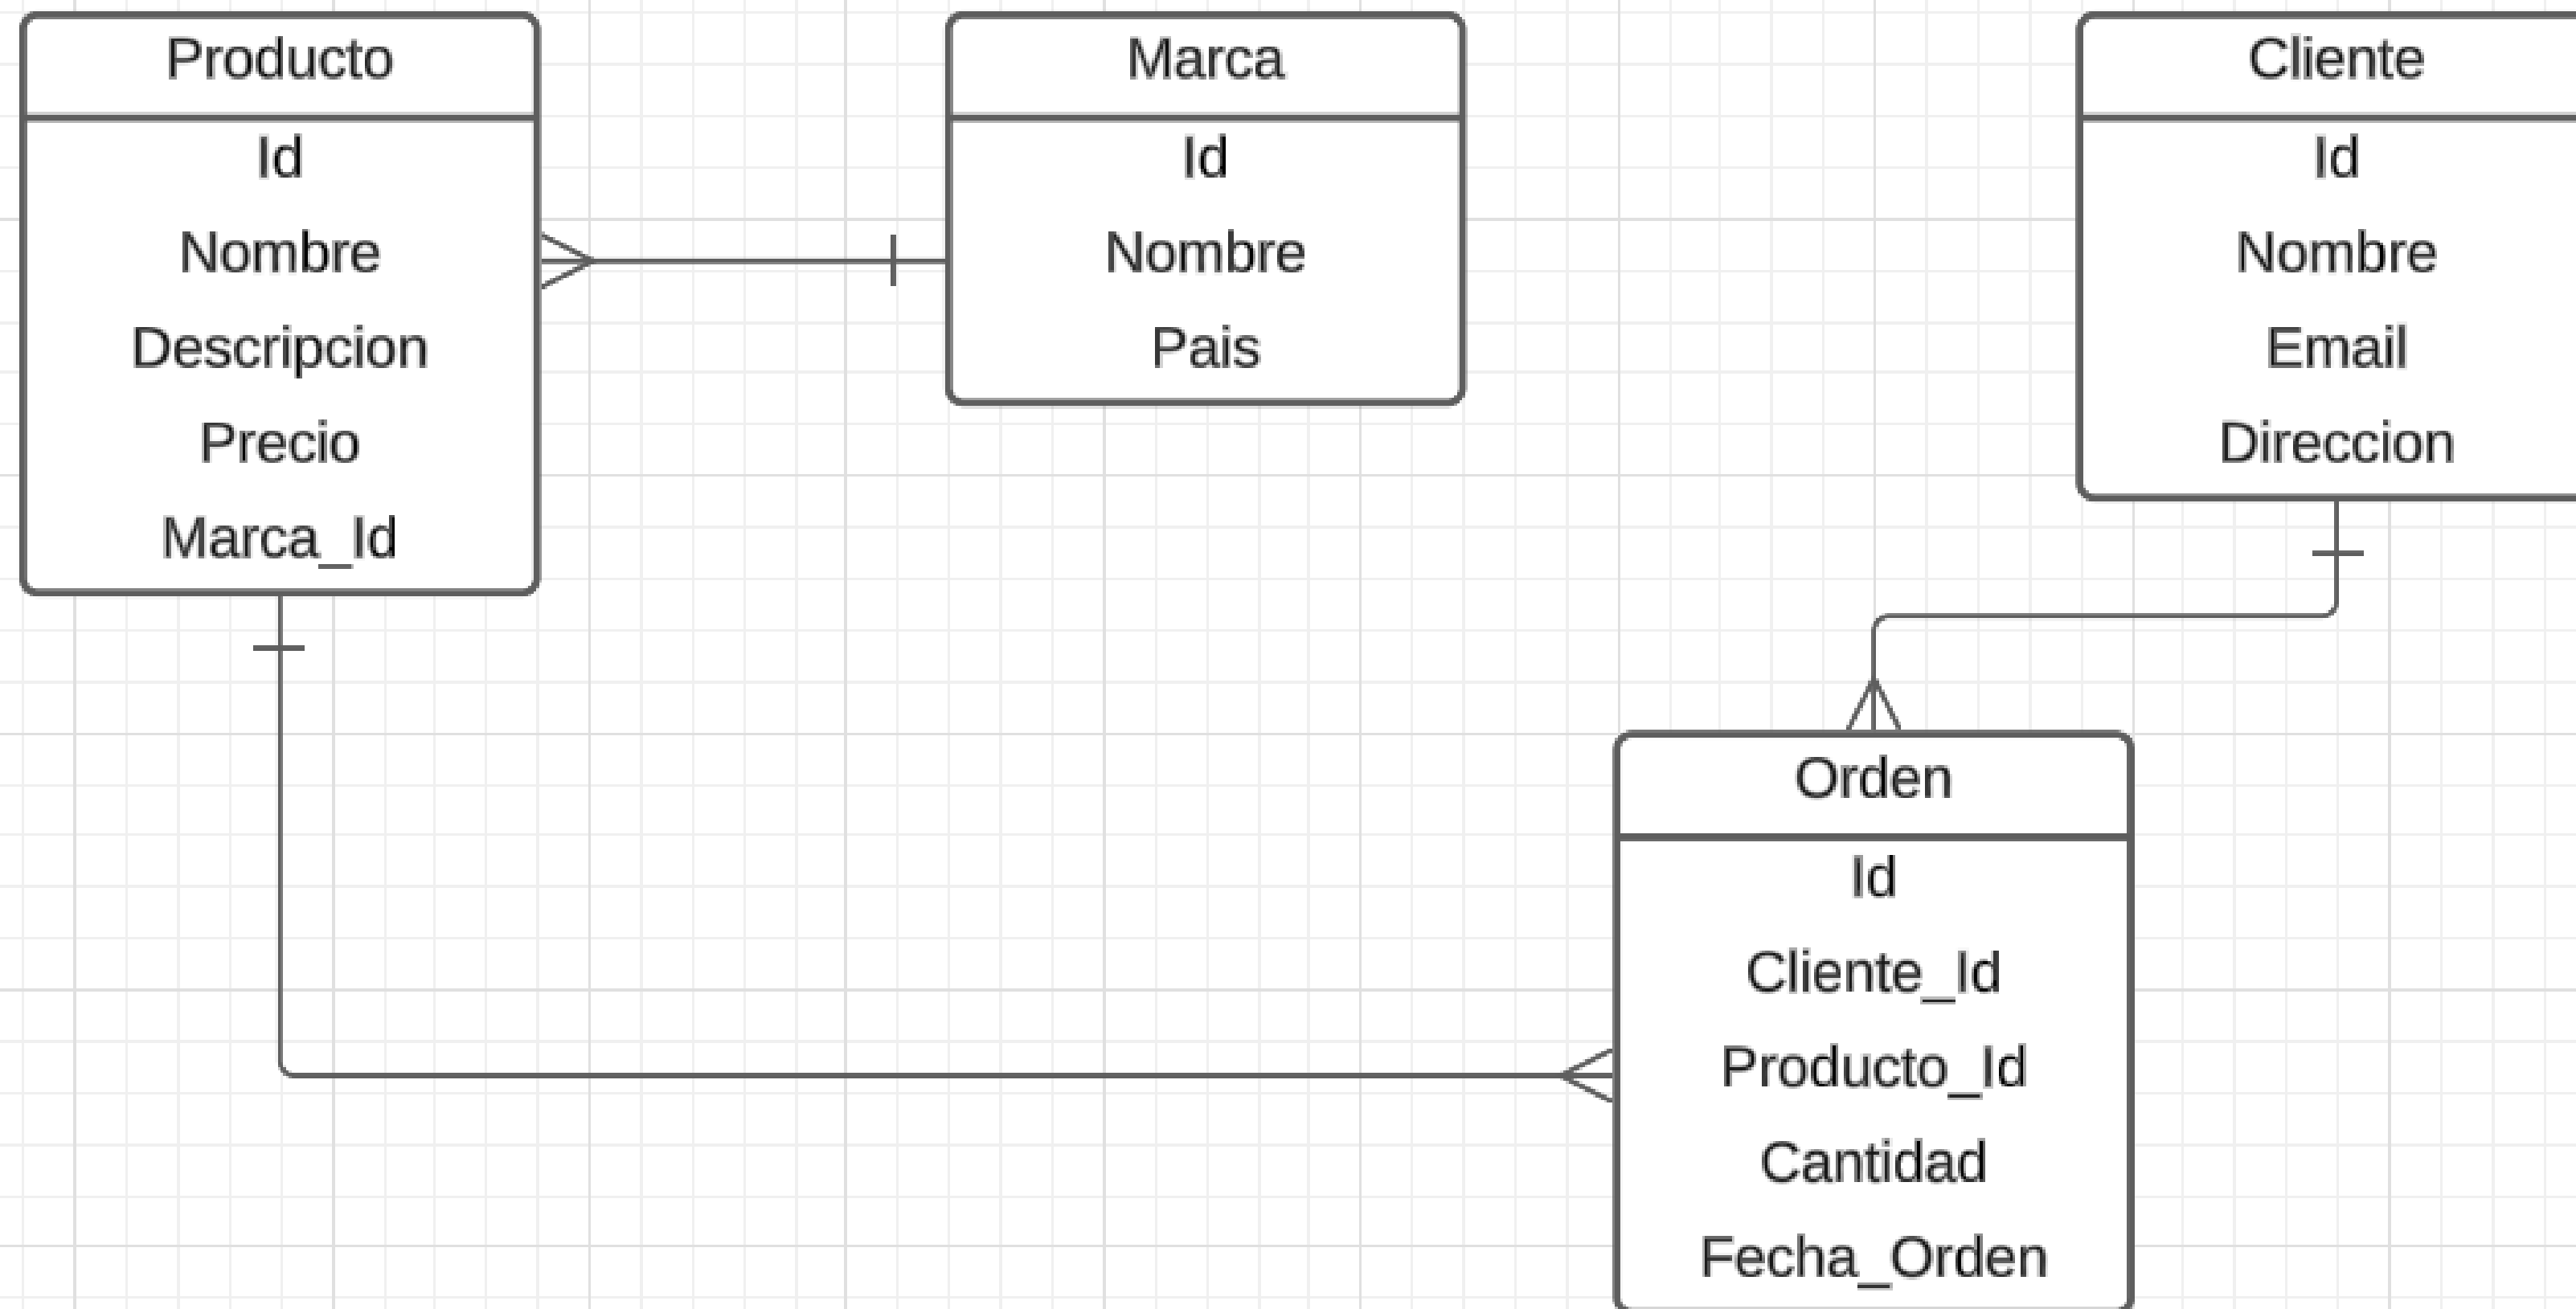 Producto
Id
Nombre
Descripcion
Precio
Marca_Id
Marca
Id
Nombre
Pais
Cliente
Id
Nombre
Email
Direccion
Orden
Id
Cliente_Id
Producto_Id
Cantidad
Fecha_Orden